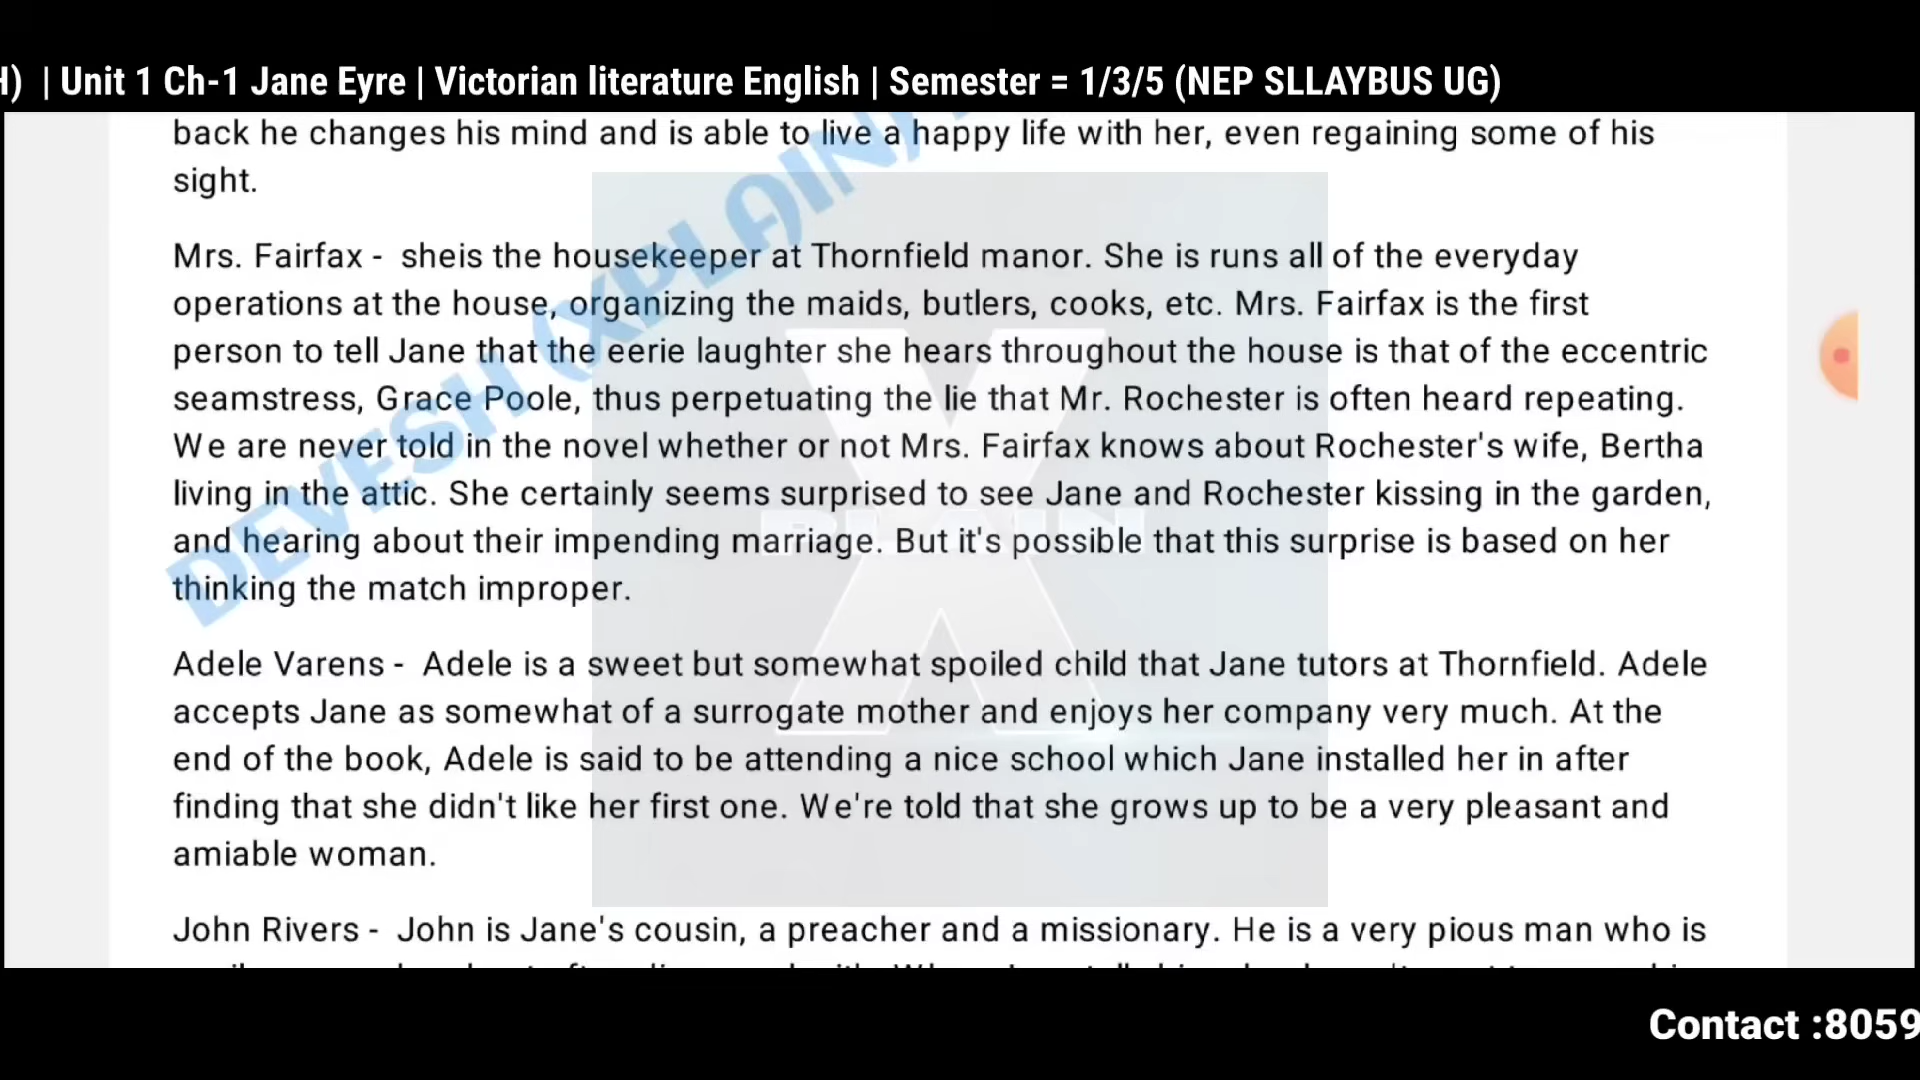 H) | Unit 1 Ch-1 Jane Eyre | Victorian literature English | Semester = 1/3/5 (NEP SLLAYBUS UG)
back he changes his mind and is able to live a happy life with her, even regaining some of his
sight.
Mrs. Fairfax - sheis the housekeeper at Thornfield manor. She is runs all of the everyday
operations at the house, organizing the maids, butlers, cooks, etc. Mrs. Fairfax is the first
person to tell Jane that the eerie laughter she hears throughout the house is that of the eccentric
seamstress, Grace Poole, thus perpetuating the lie that Mr. Rochester is often heard repeating.
We are never told in the novel whether or not Mrs. Fairfax knows about Rochester's wife, Bertha
living in the attic. She certainly seems surprised to see Jane and Rochester kissing in the garden,
and hearing about their impending marriage. But it's possible that this surprise is based on her
thinking the match improper.
Adele Varens - Adele is a sweet but somewhat spoiled child that Jane tutors at Thornfield. Adele
accepts Jane as somewhat of a surrogate mother and enjoys her company very much. At the
end of the book, Adele is said to be attending a nice school which Jane installed her in after
finding that she didn't like her first one. We're told that she grows up to be a very pleasant and
amiable woman.
John Rivers - John is Jane's cousin, a preacher and a missionary. He is a very pious man who is
DEVESH (XPLAIN)
X
PLAIN
Contact :8059